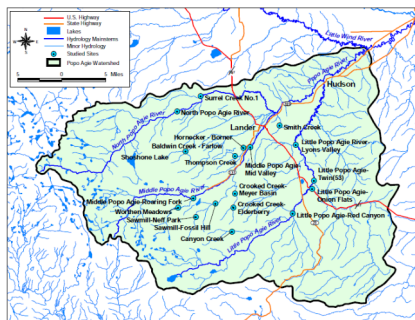 U.S. Highway
State Highway
Lakes
Hydrology Mainstems
Minor Hydrology
Studied Sites
Popo Agie Watershed
5 0 5 Miles
Little Wind River
Popo Agie River
Hudson
Surrel Creek No.1
North Popo Agie River
North Popo Agie River
Lander
Smith Creek
Hornecker - Borner
Baldwin Creek - Farlow
Little Popo Agie River-
Lyons Valley
Shoshone Lake
Thompson Creek
Middle Popo Agie-
Mid Valley
Little Popo Agie-
Twin(53)
Crooked Creek-
Meyer Basin
Little Popo Agie-
Onion Flats
Middle Popo Agie River
Middle Popo Agie-Roaring Fork
Worthen Meadows
Crooked Creek-
Elderberry
Sawmill-Neff Park
Little Popo Agie-Red Canyon
Sawmill-Fossil Hill
Canyon Creek
Little Popo Agie River